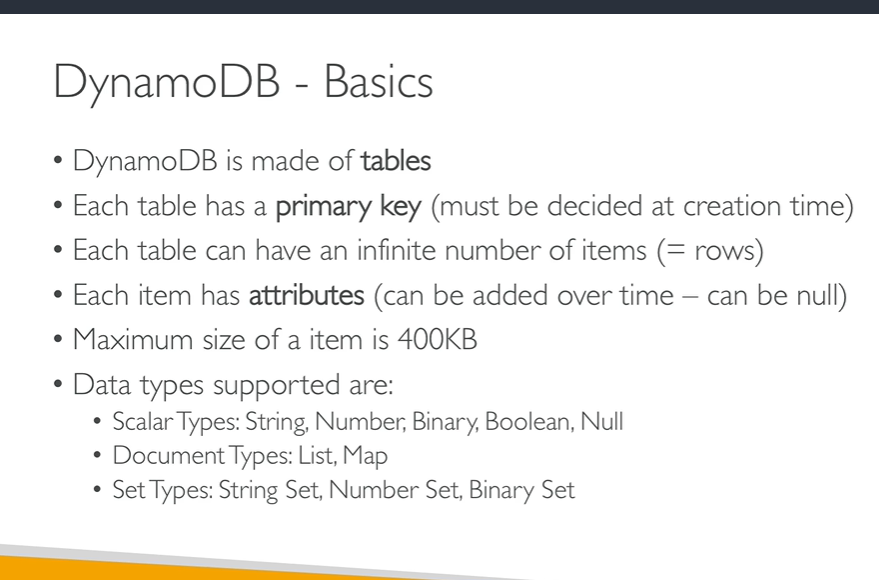 DynamoDB - Basics
• DynamoDB is made of tables
• Each table has a primary key (must be decided at creation time)
• Each table can have an infinite number of items (= rows)
• Each item has attributes (can be added over time – can be null)
• Maximum size of a item is 400KB
• Data types supported are:
• Scalar Types: String, Number, Binary, Boolean, Null
• Document Types: List, Map
• Set Types: String Set, Number Set, Binary Set